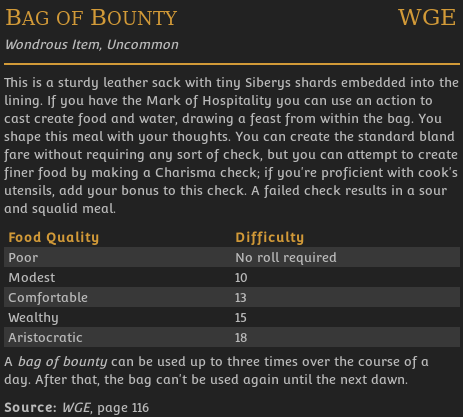 Bag of Bounty WGE
Wondrous Item, Uncommon
This is a sturdy leather sack with tiny Siberys shards embedded into the
lining. If you have the Mark of Hospitality you can use an action to
cast create food and water, drawing a feast from within the bag. You
shape this meal with your thoughts. You can create the standard bland
fare without requiring any sort of check, but you can attempt to create
finer food by making a Charisma check; if you're proficient with cook's
utensils, add your bonus to this check. A failed check results in a sour
and squalid meal.
Food Quality Difficulty
Poor No roll required
Modest 10
Comfortable 13
Wealthy 15
Aristocratic 18
A bag of bounty can be used up to three times over the course of a
day. After that, the bag can't be used again until the next dawn.
Source: WGE, page 116